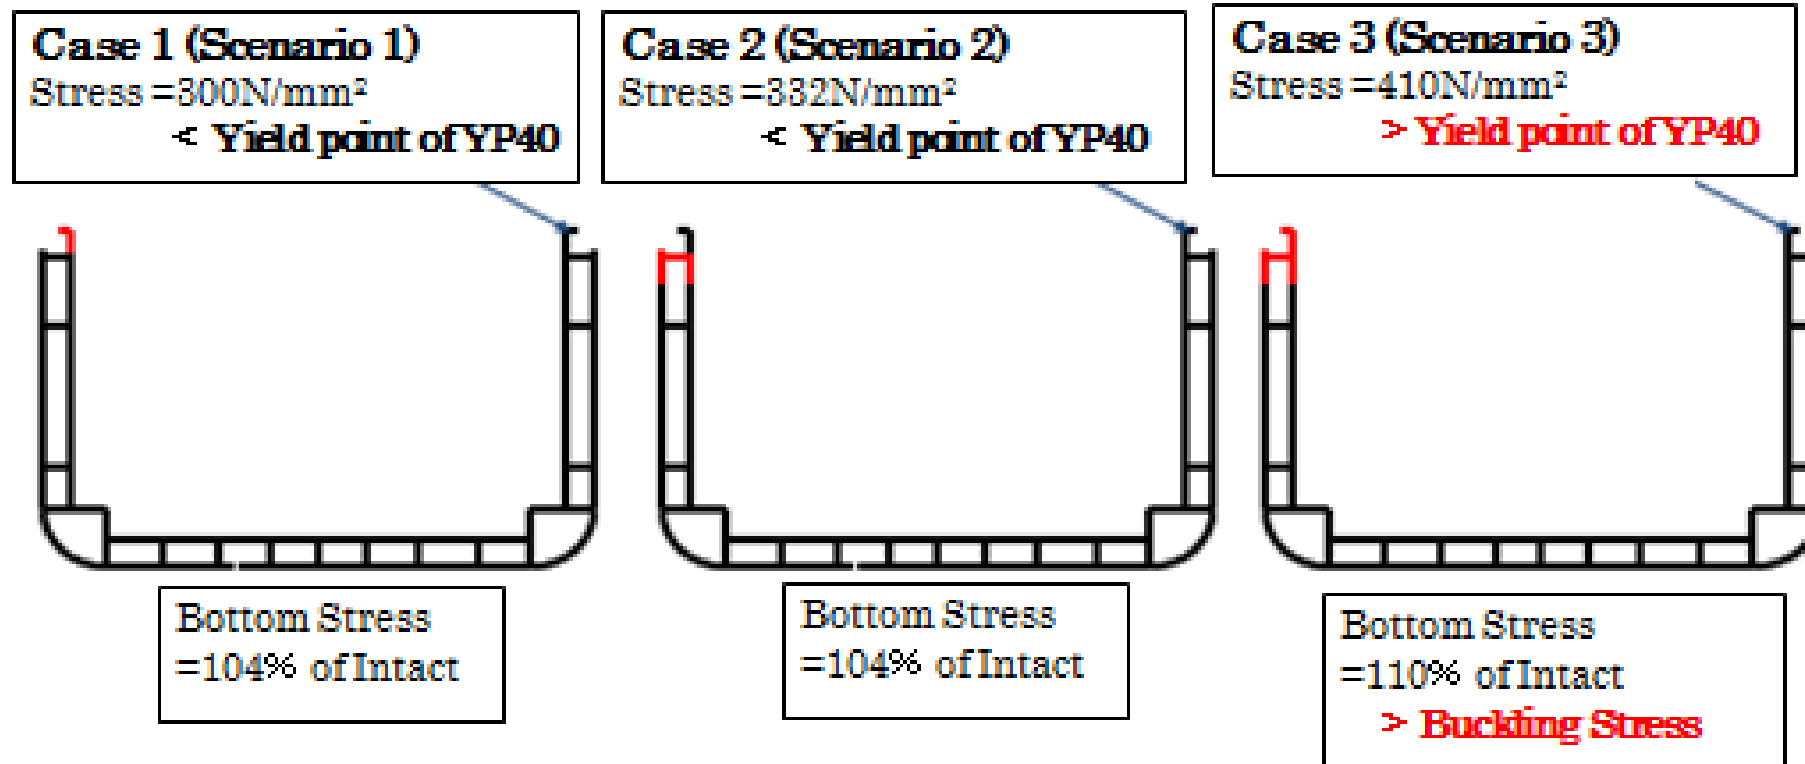 Case 1 (Scenario 1)
Stress =300N/mm²
< Yield point of YP40
Case 2 (Scenario 2)
Stress =332N/mm²
< Yield point of YP40
Case 3 (Scenario 3)
Stress =410N/mm²
> Yield point of YP40
Bottom Stress
=104% of Intact
Bottom Stress
=104% of Intact
Bottom Stress
=110% of Intact
> Buckling Stress